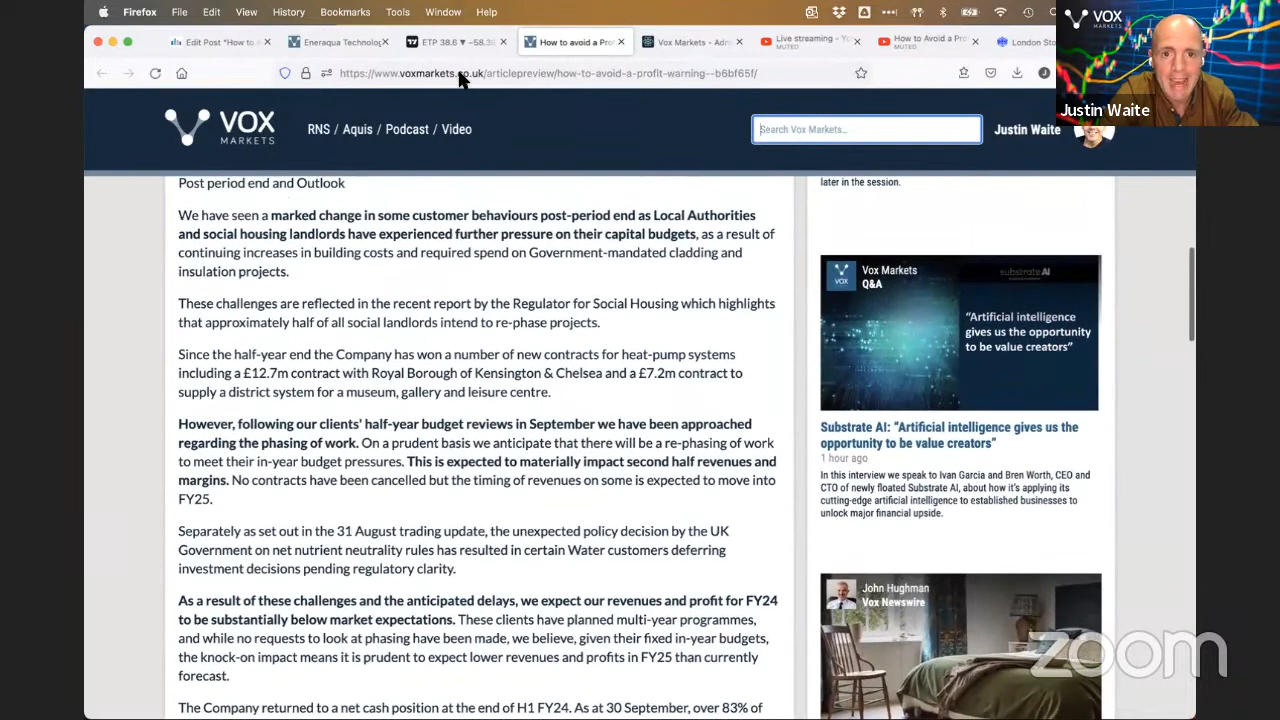 Firefox File Edit View History Bookmarks Tools Window Help
Edit Post "How to
Eneraqua Technolog
ETP 38.6 ▼ -58.3
How to avoid a Pro
Vox Markets - Adm
Live streaming - Yo
MUTED
How to Avoid a Pro
MUTED
London Sto
https://www.voxmarkets.co.uk/articlepreview/how-to-avoid-a-profit-warning--b6bf65f/
VOX
MARKETS
Justin Waite
VOX
MARKETS
RNS / Aquis / Podcast / Video
Search Vox Markets...
Justin Waite
Post period end and Outlook
We have seen a marked change in some customer behaviours post-period end as Local Authorities
and social housing landlords have experienced further pressure on their capital budgets, as a result of
continuing increases in building costs and required spend on Government-mandated cladding and
insulation projects.
These challenges are reflected in the recent report by the Regulator for Social Housing which highlights
that approximately half of all social landlords intend to re-phase projects.
Since the half-year end the Company has won a number of new contracts for heat-pump systems
including a £12.7m contract with Royal Borough of Kensington & Chelsea and a £7.2m contract to
supply a district system for a museum, gallery and leisure centre.
However, following our clients' half-year budget reviews in September we have been approached
regarding the phasing of work. On a prudent basis we anticipate that there will be a re-phasing of work
to meet their in-year budget pressures. This is expected to materially impact second half revenues and
margins. No contracts have been cancelled but the timing of revenues on some is expected to move into
FY25.
Separately as set out in the 31 August trading update, the unexpected policy decision by the UK
Government on net nutrient neutrality rules has resulted in certain Water customers deferring
investment decisions pending regulatory clarity.
As a result of these challenges and the anticipated delays, we expect our revenues and profit for FY24
to be substantially below market expectations. These clients have planned multi-year programmes,
and while no requests to look at phasing have been made, we believe, given their fixed in-year budgets,
the knock-on impact means it is prudent to expect lower revenues and profits in FY25 than currently
forecast.
The Company returned to a net cash position at the end of H1 FY24. As at 30 September, over 83% of
later in the session.
Vox Markets
Q&A
substrate AI
"Artificial intelligence
gives us the opportunity
to be value creators"
Substrate AI: "Artificial intelligence gives us the
opportunity to be value creators"
1 hour ago
In this interview we speak to Ivan Garcia and Bren Worth, CEO and
CTO of newly floated Substrate AI, about how it's applying its
cutting-edge artificial intelligence to established businesses to
unlock major financial upside.
John Hughman
Vox Newswire
zoom